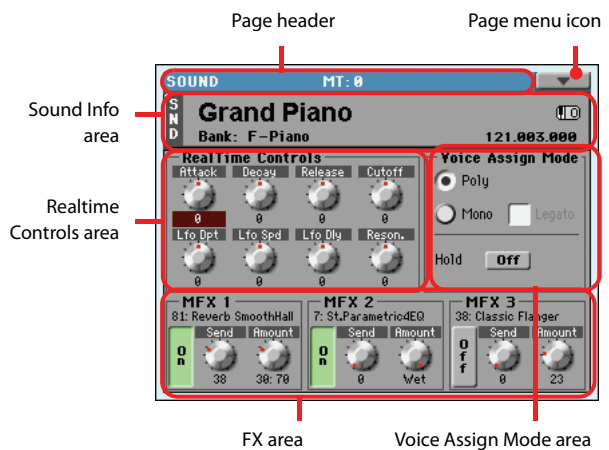 Page header
Page menu icon
SOUND MT: 0
Sound Info area
SND
Grand Piano
Bank: F-Piano
121.003.000
Realtime Controls area
RealTime Controls
Attack Decay Release Cutoff
0 0 0 0
Lfo Dpt Lfo Spd Lfo Dly Reson.
0 0 0 0
Voice Assign Mode
Poly
Mono Legato
Hold Off
MFX 1
81: Reverb SmoothHall
On
Send Amount
38 30:70
MFX 2
7: St.Parametric4EQ
On
Send Amount
0 Wet
MFX 3
38: Classic Flanger
Off
Send Amount
0 23
FX area
Voice Assign Mode area